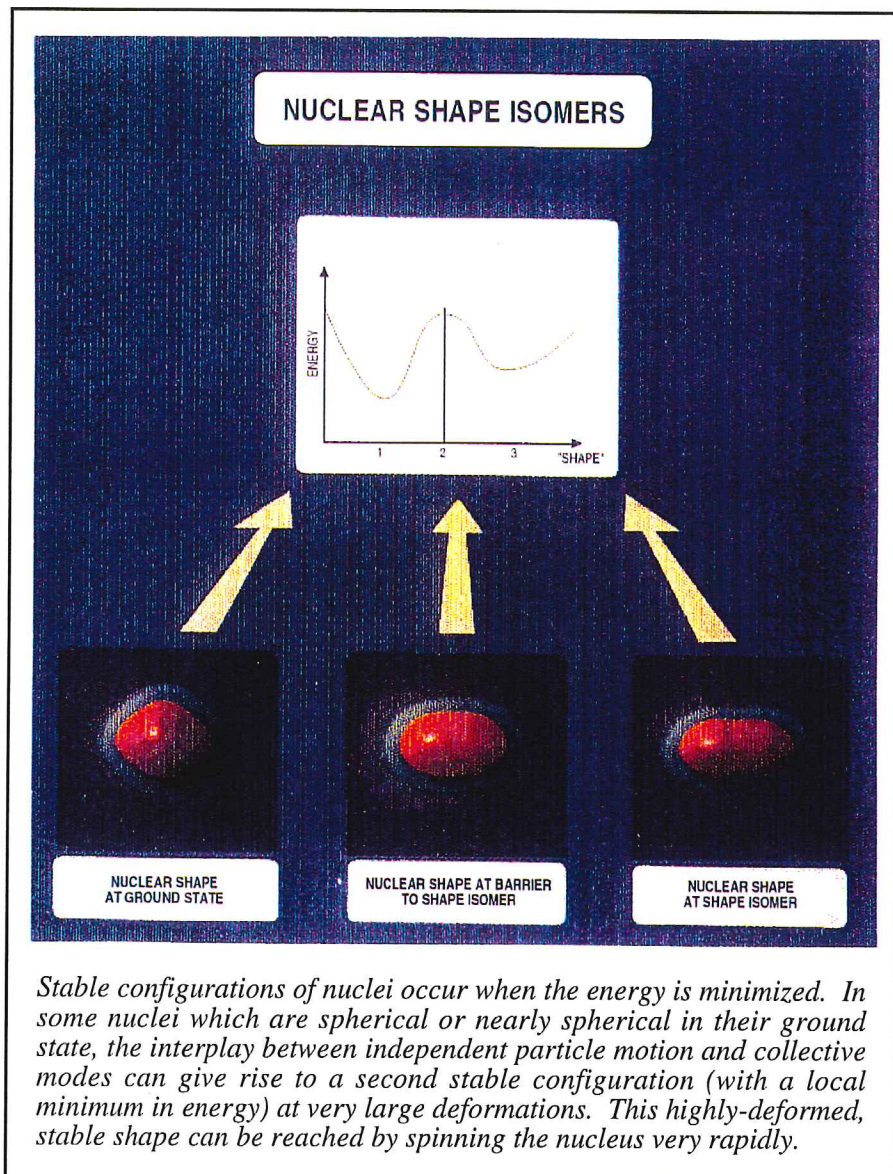 NUCLEAR SHAPE ISOMERS
ENERGY
1 2 3 "SHAPE"
NUCLEAR SHAPE
AT GROUND STATE
NUCLEAR SHAPE AT BARRIER
TO SHAPE ISOMER
NUCLEAR SHAPE
AT SHAPE ISOMER
Stable configurations of nuclei occur when the energy is minimized. In
some nuclei which are spherical or nearly spherical in their ground
state, the interplay between independent particle motion and collective
modes can give rise to a second stable configuration (with a local
minimum in energy) at very large deformations. This highly-deformed,
stable shape can be reached by spinning the nucleus very rapidly.